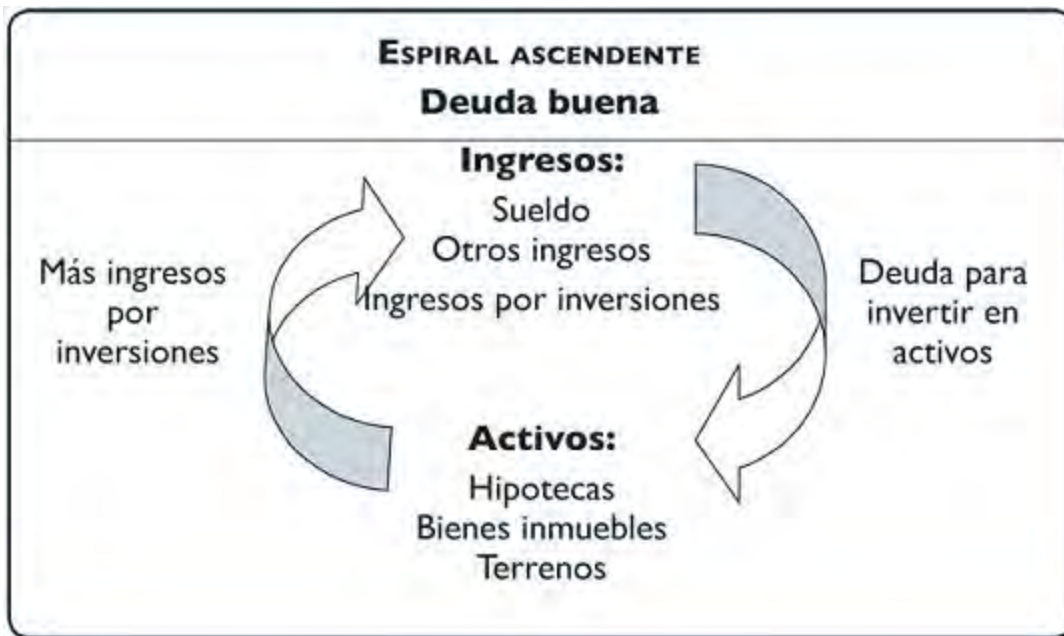 ESPIRAL ASCENDENTE
Deuda buena
Ingresos:
Sueldo
Otros ingresos
Ingresos por inversiones
Más ingresos
por
inversiones
Deuda para
invertir en
activos
Activos:
Hipotecas
Bienes inmuebles
Terrenos